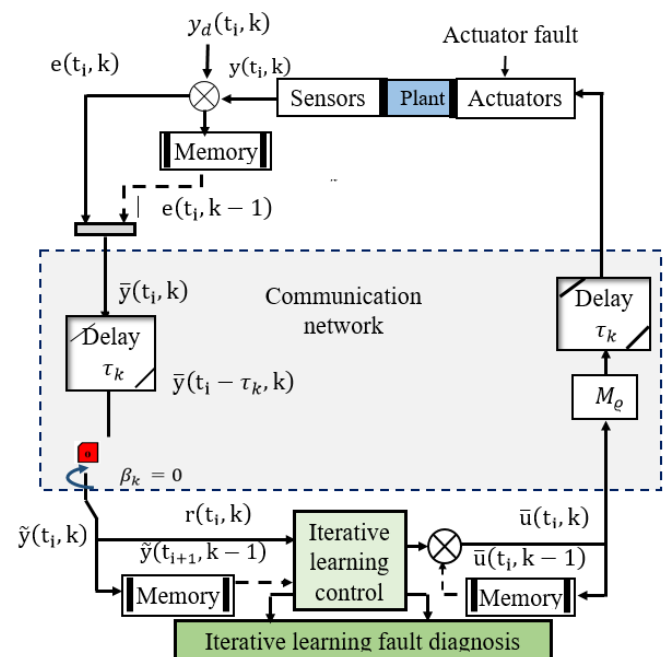 y_d(t_i, k)
Actuator fault
e(t_i, k)
y(t_i, k)
Sensors
Plant
Actuators
Memory
e(t_i, k − 1)
ȳ(t_i, k)
Communication
network
Delay
τ_k
Delay
τ_k
ȳ(t_i − τ_k, k)
M_ϱ
β_k = 0
ỹ(t_i, k)
r(t_i, k)
Iterative
learning
control
ū(t_i, k)
ỹ(t_{i+1}, k − 1)
ū(t_i, k − 1)
Memory
Memory
Iterative learning fault diagnosis